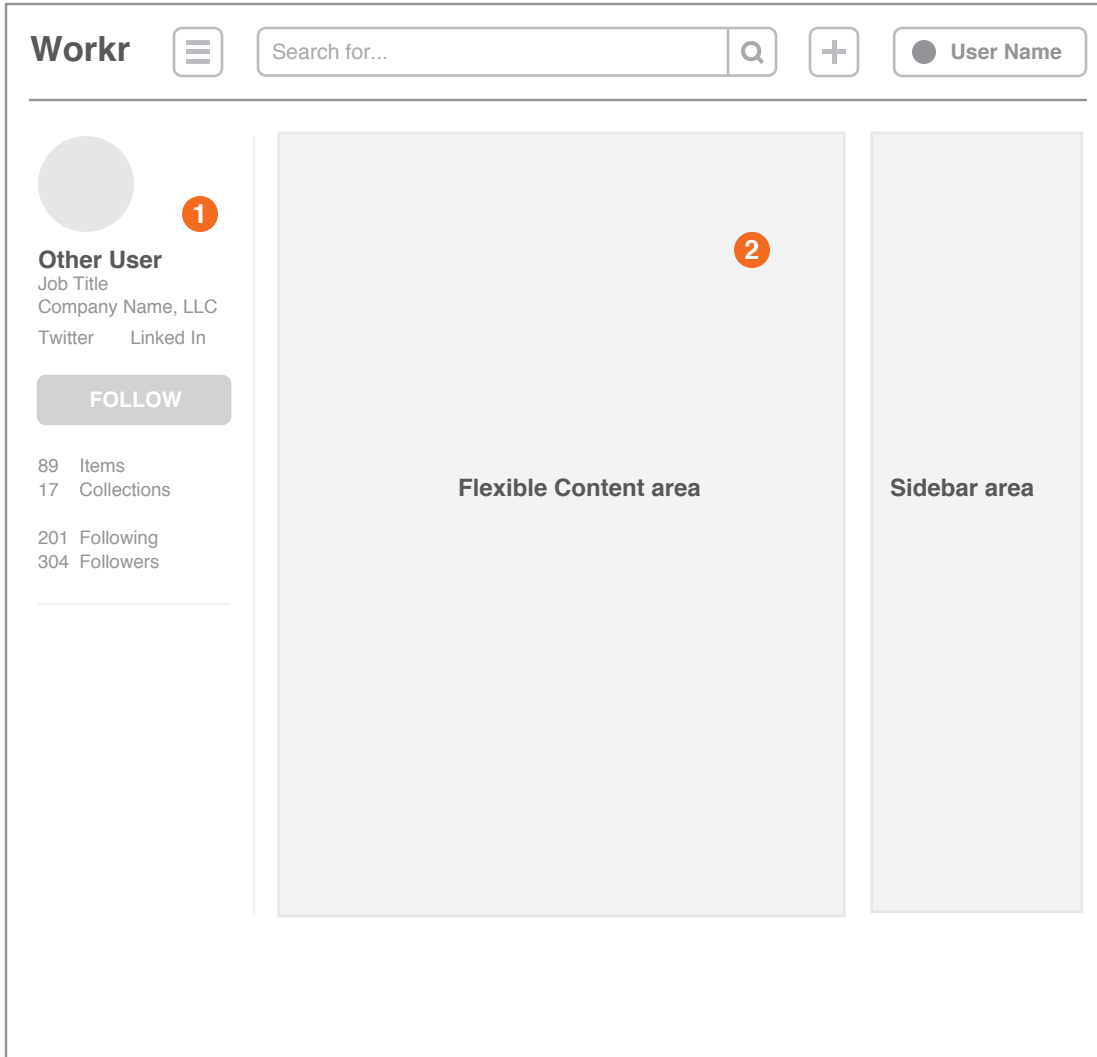 Workr
Search for...
User Name
1
Other User
Job Title
Company Name, LLC
Twitter Linked In
FOLLOW
89 Items
17 Collections
201 Following
304 Followers
2
Flexible Content area
Sidebar area